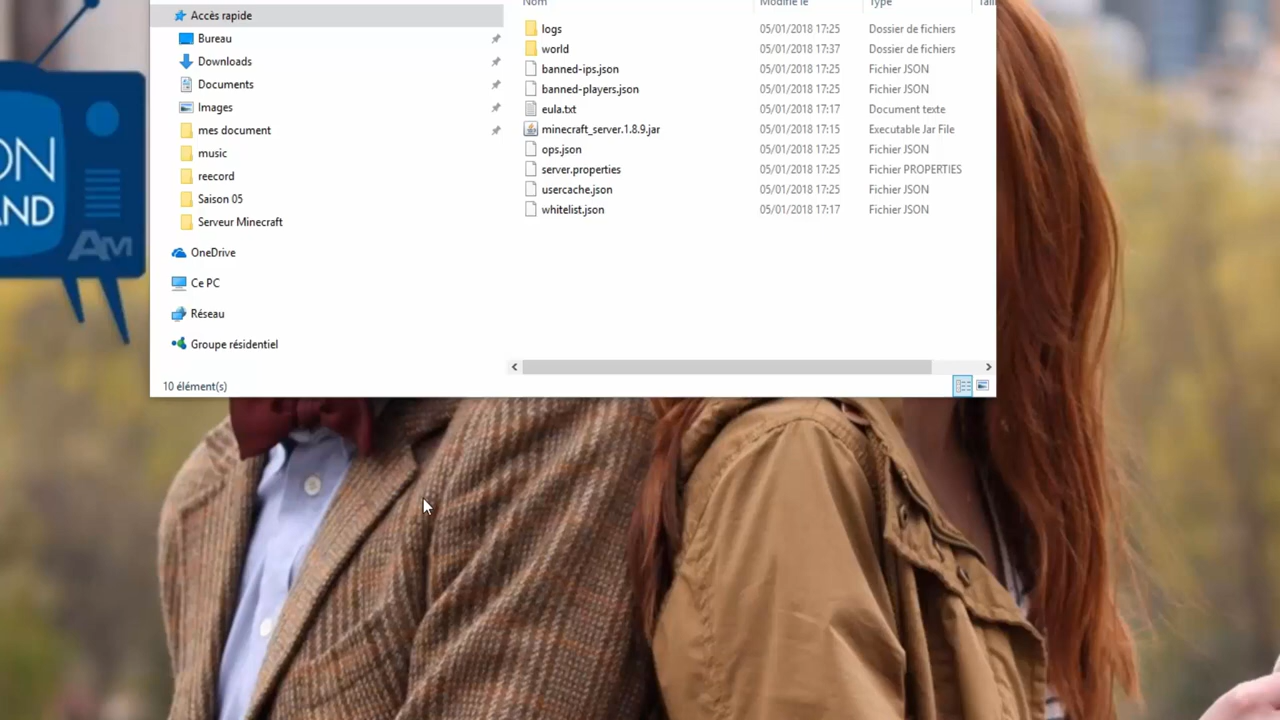 Nom Modifié le Type Tail
Accès rapide
Bureau
Downloads
Documents
Images
mes document
music
reecord
Saison 05
Serveur Minecraft
OneDrive
Ce PC
Réseau
Groupe résidentiel
logs 05/01/2018 17:25 Dossier de fichiers
world 05/01/2018 17:37 Dossier de fichiers
banned-ips.json 05/01/2018 17:25 Fichier JSON
banned-players.json 05/01/2018 17:25 Fichier JSON
eula.txt 05/01/2018 17:17 Document texte
minecraft_server.1.8.9.jar 05/01/2018 17:15 Executable Jar File
ops.json 05/01/2018 17:25 Fichier JSON
server.properties 05/01/2018 17:25 Fichier PROPERTIES
usercache.json 05/01/2018 17:25 Fichier JSON
whitelist.json 05/01/2018 17:17 Fichier JSON
10 élément(s)
ON
AND
AM